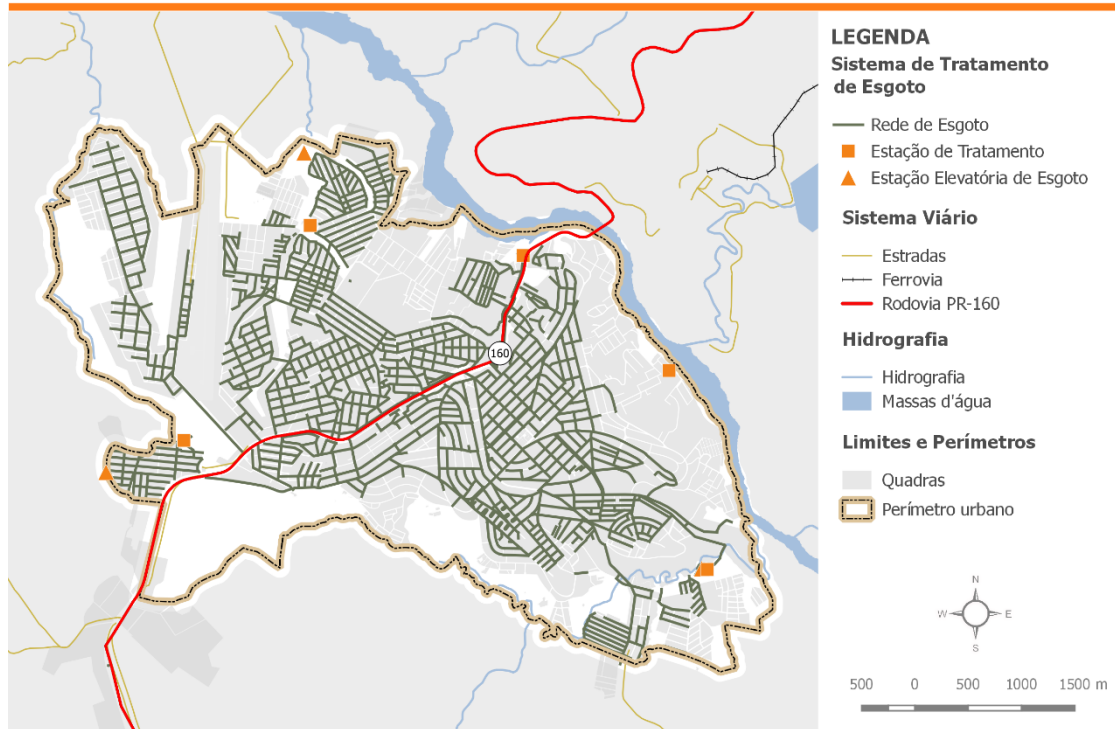 LEGENDA
Sistema de Tratamento
de Esgoto
Rede de Esgoto
Estação de Tratamento
Estação Elevatória de Esgoto
Sistema Viário
Estradas
Ferrovia
Rodovia PR-160
Hidrografia
Hidrografia
Massas d'água
Limites e Perímetros
Quadras
Perímetro urbano
160
N
W E
S
500 0 500 1000 1500 m